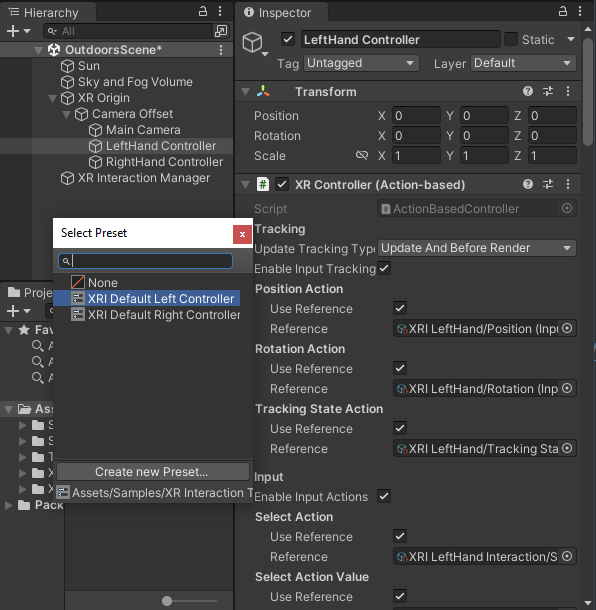 Hierarchy
All
OutdoorsScene*
Sun
Sky and Fog Volume
XR Origin
Camera Offset
Main Camera
LeftHand Controller
RightHand Controller
XR Interaction Manager
Select Preset
None
XRI Default Left Controller
XRI Default Right Controller
Create new Preset...
Assets/Samples/XR Interaction T
Proje
Fav
A
A
A
Ass
S
S
T
X
X
Pack
Inspector
LeftHand Controller
Static
Tag Untagged Layer Default
Transform
Position X 0 Y 0 Z 0
Rotation X 0 Y 0 Z 0
Scale X 1 Y 1 Z 1
XR Controller (Action-based)
Script ActionBasedController
Tracking
Update Tracking Type Update And Before Render
Enable Input Tracking
Position Action
Use Reference
Reference XRI LeftHand/Position (Inpu
Rotation Action
Use Reference
Reference XRI LeftHand/Rotation (Inp
Tracking State Action
Use Reference
Reference XRI LeftHand/Tracking Sta
Input
Enable Input Actions
Select Action
Use Reference
Reference XRI LeftHand Interaction/S
Select Action Value
Use Reference